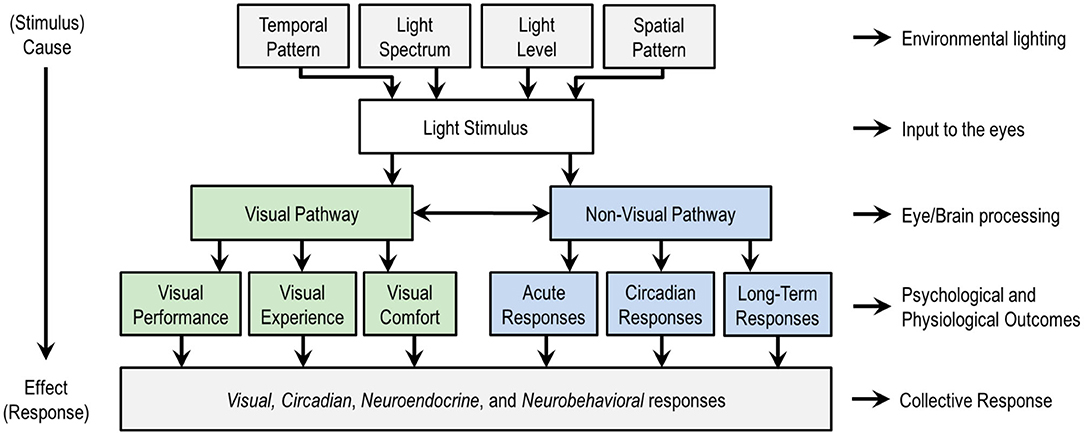 (Stimulus)
Cause
Temporal
Pattern
Light
Spectrum
Light
Level
Spatial
Pattern
Environmental lighting
Light Stimulus
Input to the eyes
Visual Pathway
Non-Visual Pathway
Eye/Brain processing
Visual
Performance
Visual
Experience
Visual
Comfort
Acute
Responses
Circadian
Responses
Long-Term
Responses
Psychological and
Physiological Outcomes
Effect
(Response)
Visual, Circadian, Neuroendocrine, and Neurobehavioral responses
Collective Response